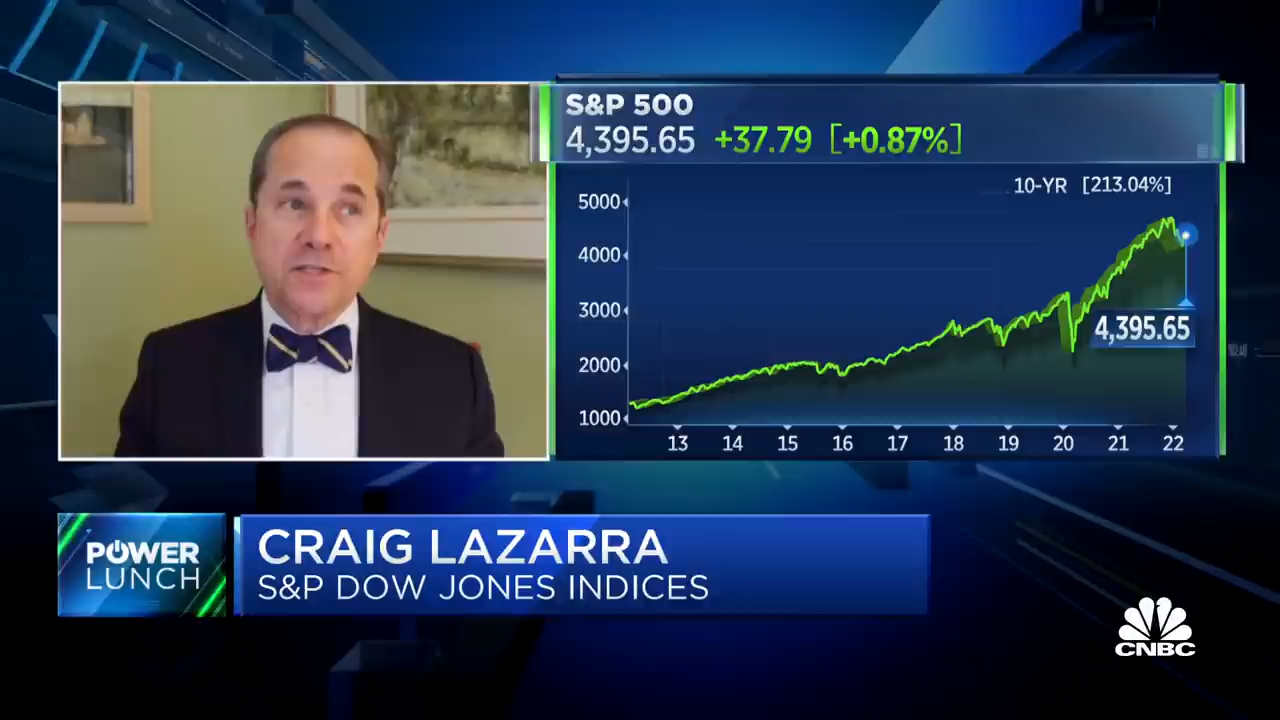 S&P 500
4,395.65 +37.79 [+0.87%]
10-YR [213.04%]
5000
4000
3000
2000
1000
4,395.65
13 14 15 16 17 18 19 20 21 22
POWER
LUNCH
CRAIG LAZARRA
S&P DOW JONES INDICES
CNBC